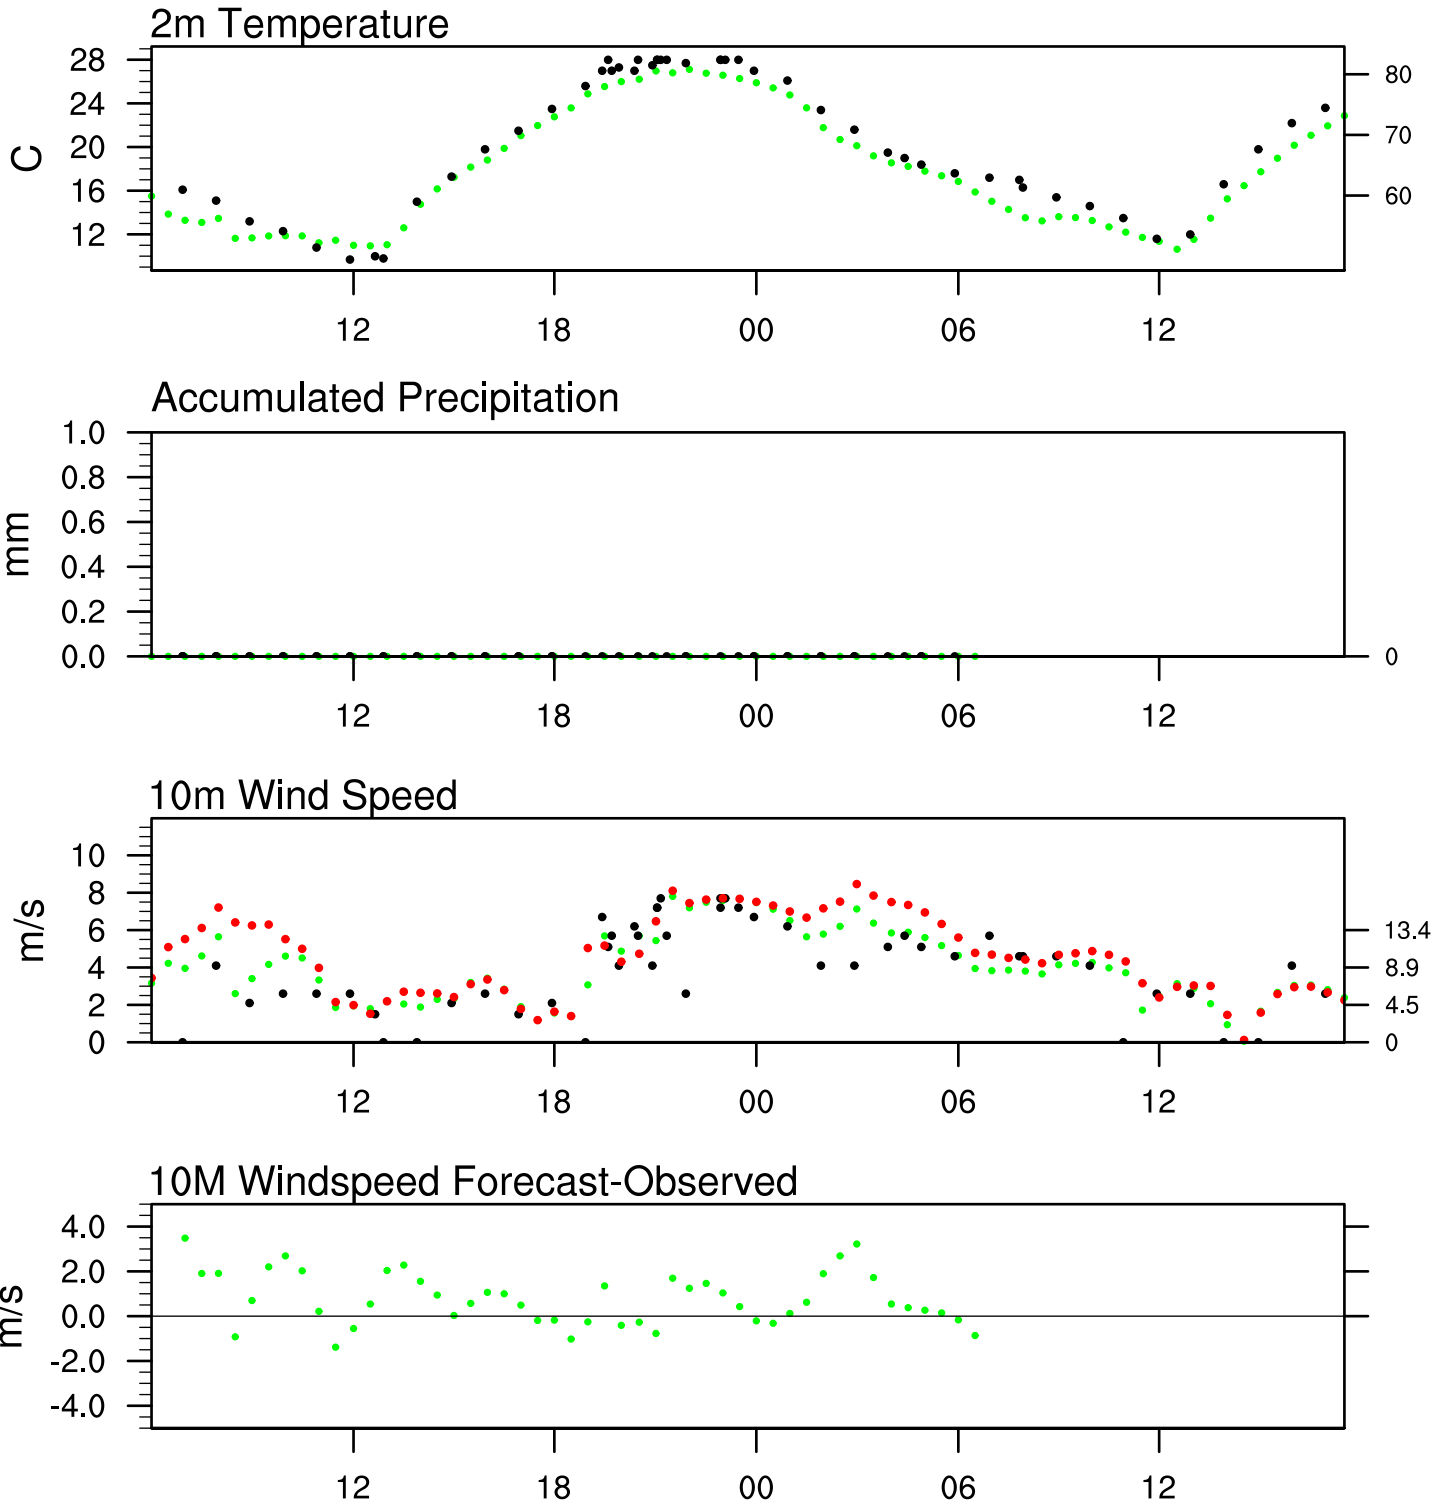 2m Temperature
28
24
20
16
12
C
80
70
60
12 18 00 06 12
Accumulated Precipitation
1.0
0.8
0.6
0.4
0.2
0.0
mm
0
12 18 00 06 12
10m Wind Speed
10
8
6
4
2
0
m/s
13.4
8.9
4.5
0
12 18 00 06 12
10M Windspeed Forecast-Observed
4.0
2.0
0.0
-2.0
-4.0
m/s
12 18 00 06 12